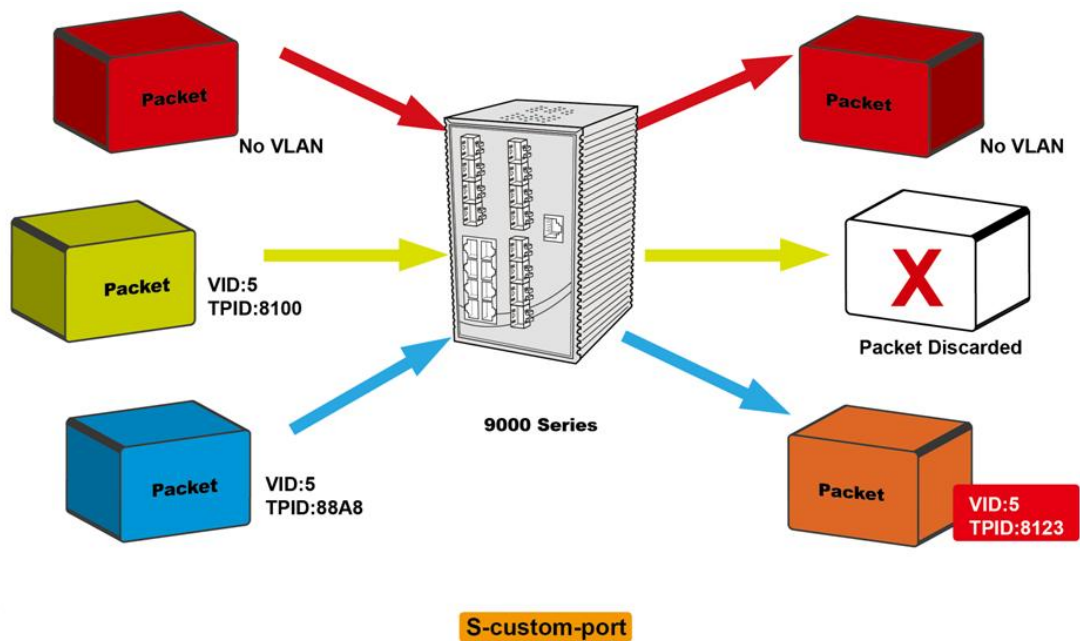 Packet
No VLAN
Packet
No VLAN
Packet
VID:5
TPID:8100
X
Packet Discarded
9000 Series
Packet
VID:5
TPID:88A8
Packet
VID:5
TPID:8123
S-custom-port